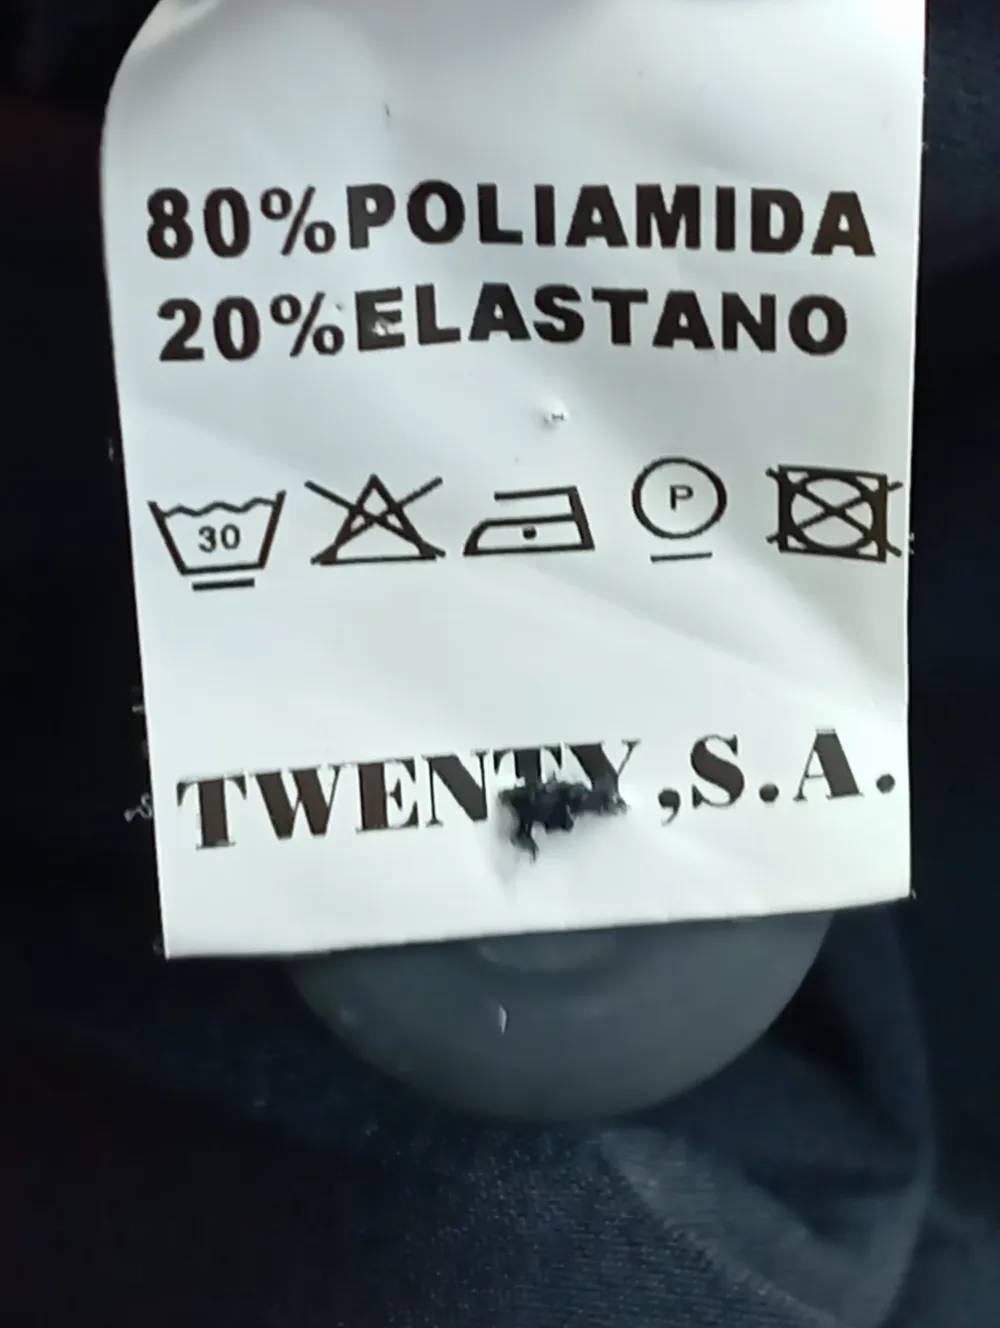 80%POLIAMIDA
20%ELASTANO
30 P
TWENTY,S.A.